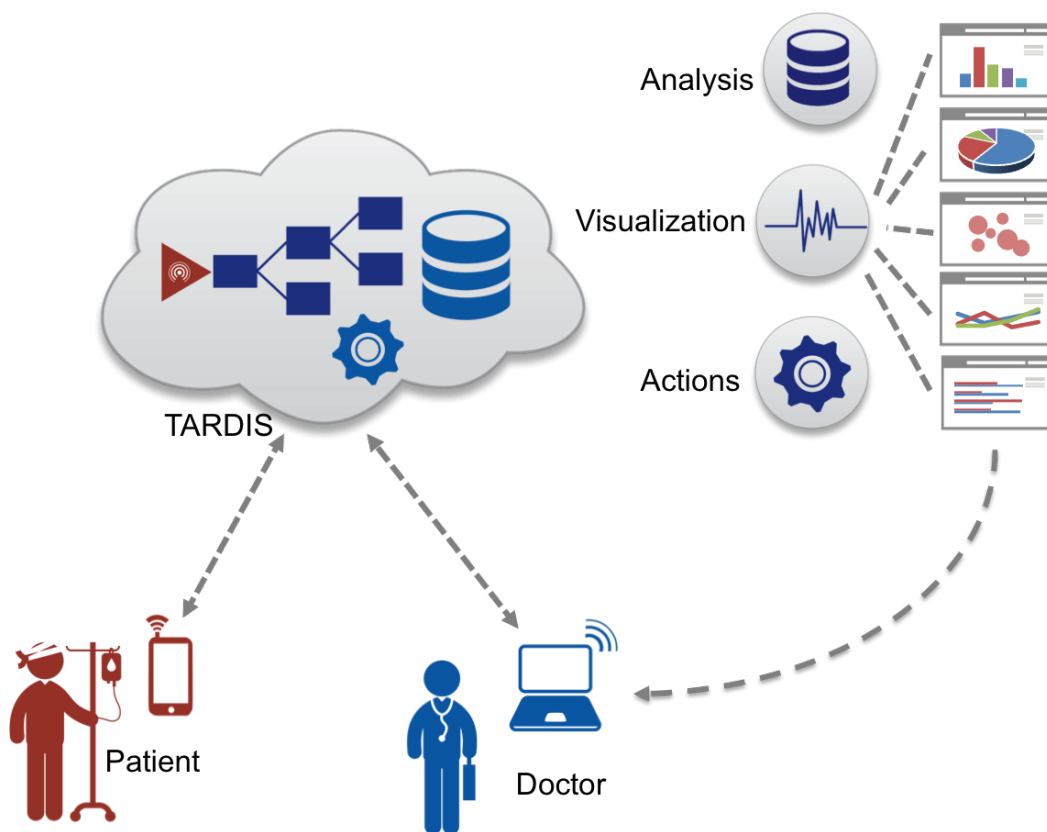 Analysis
Visualization
Actions
TARDIS
Patient
Doctor